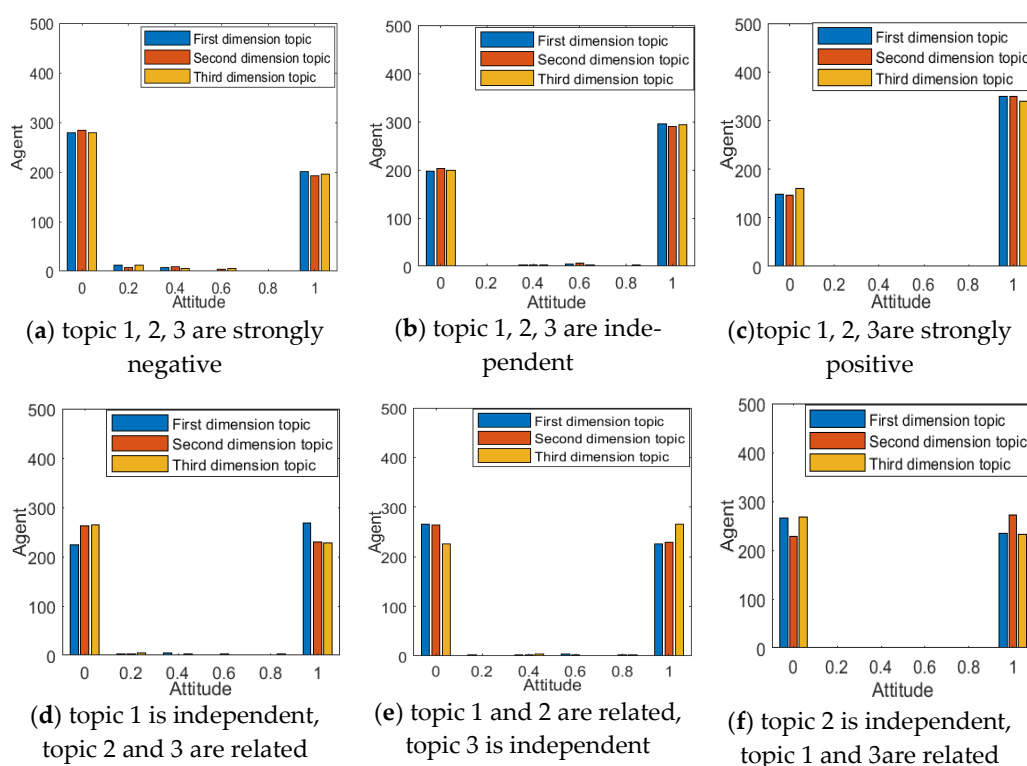 500
400
300
200
100
0
Agent
First dimension topic
Second dimension topic
Third dimension topic
0 0.2 0.4 0.6 0.8 1
Attitude
(a) topic 1, 2, 3 are strongly
negative
500
400
300
200
100
0
Agent
First dimension topic
Second dimension topic
Third dimension topic
0 0.2 0.4 0.6 0.8 1
Attitude
(b) topic 1, 2, 3 are inde-
pendent
500
400
300
200
100
0
Agent
First dimension topic
Second dimension topic
Third dimension topic
0 0.2 0.4 0.6 0.8 1
Attitude
(c)topic 1, 2, 3are strongly
positive
500
400
300
200
100
0
Agent
First dimension topic
Second dimension topic
Third dimension topic
0 0.2 0.4 0.6 0.8 1
Attitude
(d) topic 1 is independent,
topic 2 and 3 are related
500
400
300
200
100
0
Agent
First dimension topic
Second dimension topic
Third dimension topic
0 0.2 0.4 0.6 0.8 1
Attitude
(e) topic 1 and 2 are related,
topic 3 is independent
500
400
300
200
100
0
Agent
First dimension topic
Second dimension topic
Third dimension topic
0 0.2 0.4 0.6 0.8 1
Attitude
(f) topic 2 is independent,
topic 1 and 3are related